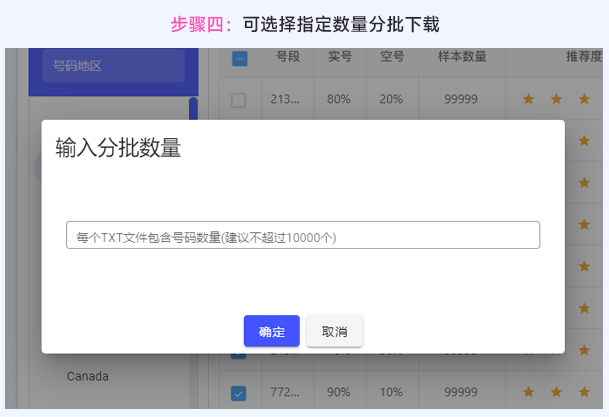 步骤四：可选择指定数量分批下载
号码地区
号段 实号 空号 样本数量 推荐度
213... 80% 20% 99999
输入分批数量
每个TXT文件包含号码数量(建议不超过10000个)
确定 取消
Canada
772... 90% 10% 99999